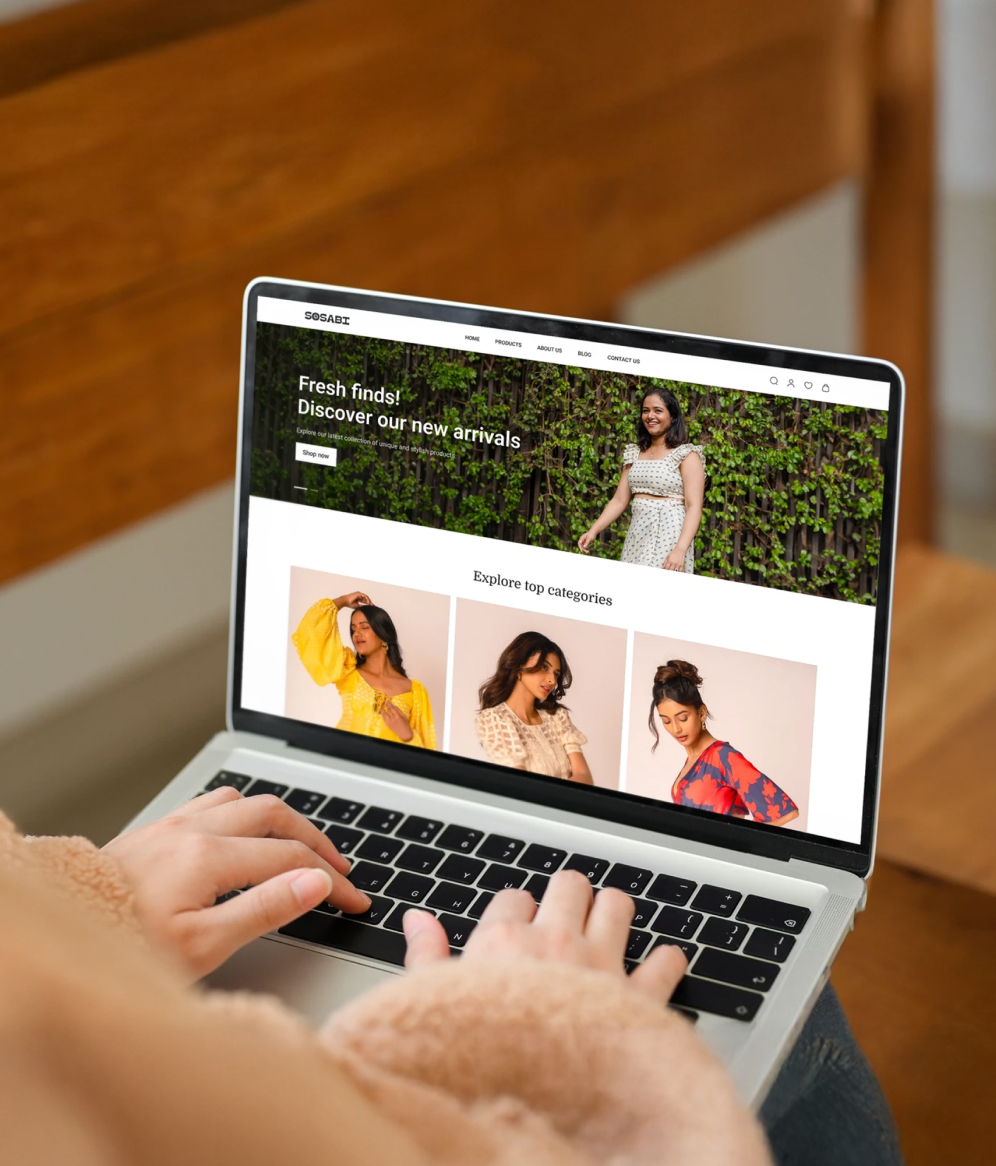 SOSABI
HOME PRODUCTS ABOUT US BLOG CONTACT US
Fresh finds!
Discover our new arrivals
Explore our latest collection of unique and stylish products
Shop now
Explore top categories